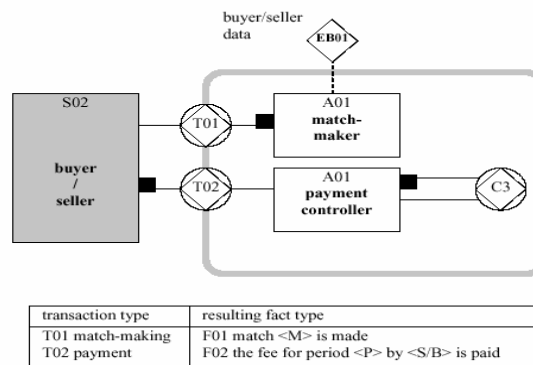 buyer/seller
data
EB01
S02
buyer
/
seller
T01
A01
match-
maker
T02
A01
payment
controller
C3
transaction type resulting fact type
T01 match-making F01 match <M> is made
T02 payment F02 the fee for period <P> by <S/B> is paid